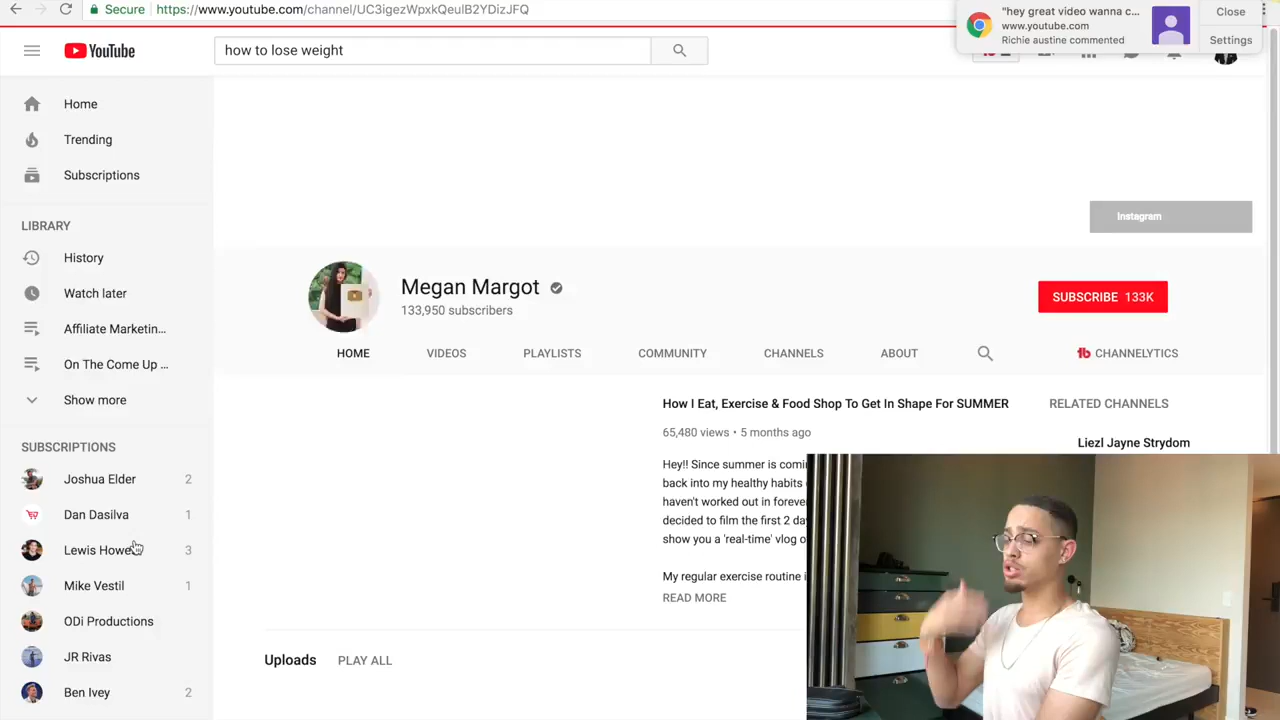 Secure
https://www.youtube.com/channel/UC3igezWpxkQeuIB2YDizJFQ
"hey great video wanna c...
www.youtube.com
Richie austine commented
Close
Settings
YouTube
how to lose weight
Home
Trending
Subscriptions
LIBRARY
History
Watch later
Affiliate Marketin...
On The Come Up ...
Show more
SUBSCRIPTIONS
Joshua Elder 2
Dan Dasilva 1
Lewis Howe 3
Mike Vestil 1
ODi Productions
JR Rivas
Ben Ivey 2
Instagram
Megan Margot
133,950 subscribers
SUBSCRIBE 133K
HOME VIDEOS PLAYLISTS COMMUNITY CHANNELS ABOUT CHANNELYTICS
How I Eat, Exercise & Food Shop To Get In Shape For SUMMER
65,480 views • 5 months ago
Hey!! Since summer is comi
back into my healthy habits
haven't worked out in forever
decided to film the first 2 da
show you a 'real-time' vlog o
My regular exercise routine i
READ MORE
RELATED CHANNELS
Liezl Jayne Strydom
Uploads PLAY ALL